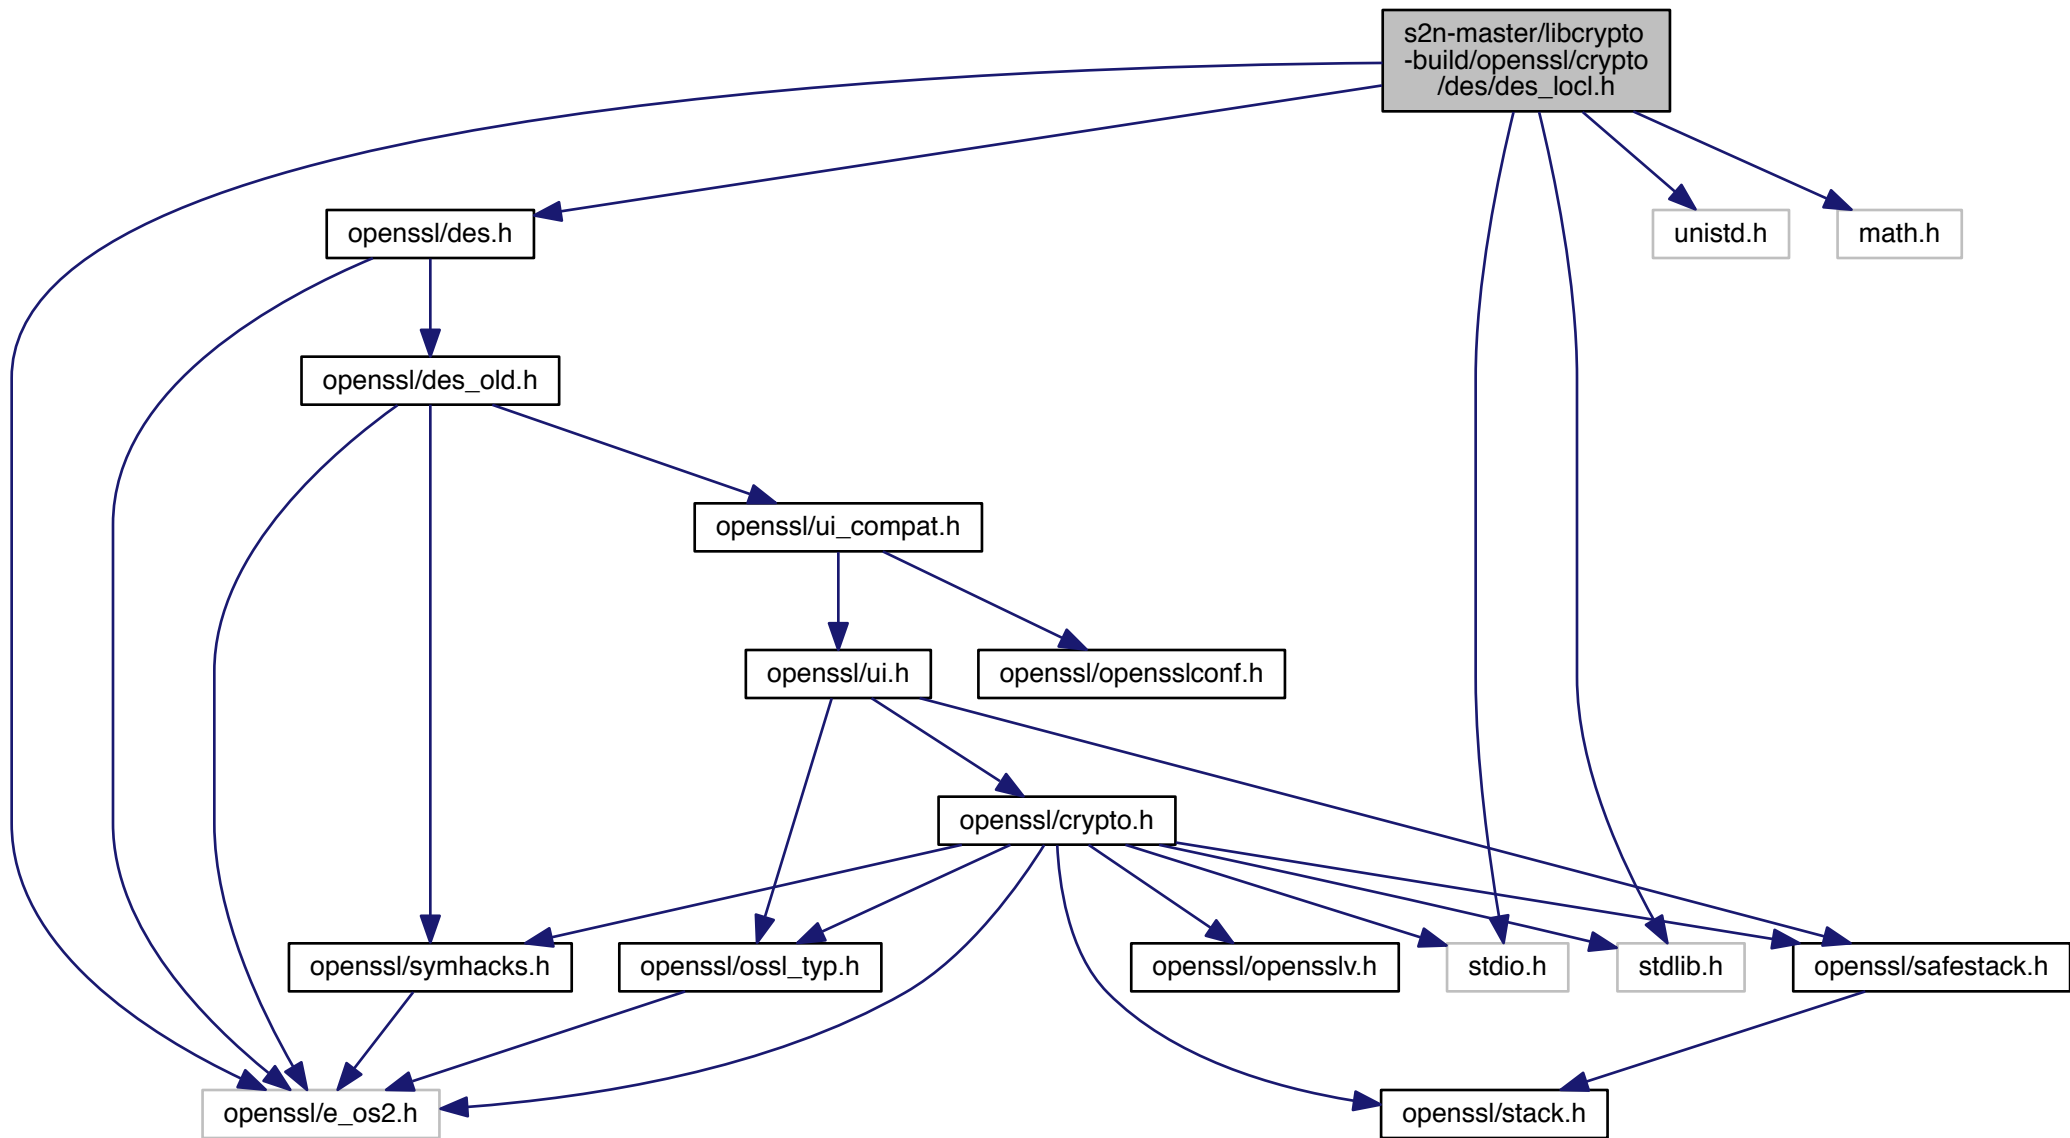 s2n-master/libcrypto
-build/openssl/crypto
/des/des_locl.h
openssl/des.h
unistd.h
math.h
openssl/des_old.h
openssl/ui_compat.h
openssl/ui.h
openssl/opensslconf.h
openssl/crypto.h
openssl/symhacks.h
openssl/ossl_typ.h
openssl/opensslv.h
stdio.h
stdlib.h
openssl/safestack.h
openssl/e_os2.h
openssl/stack.h